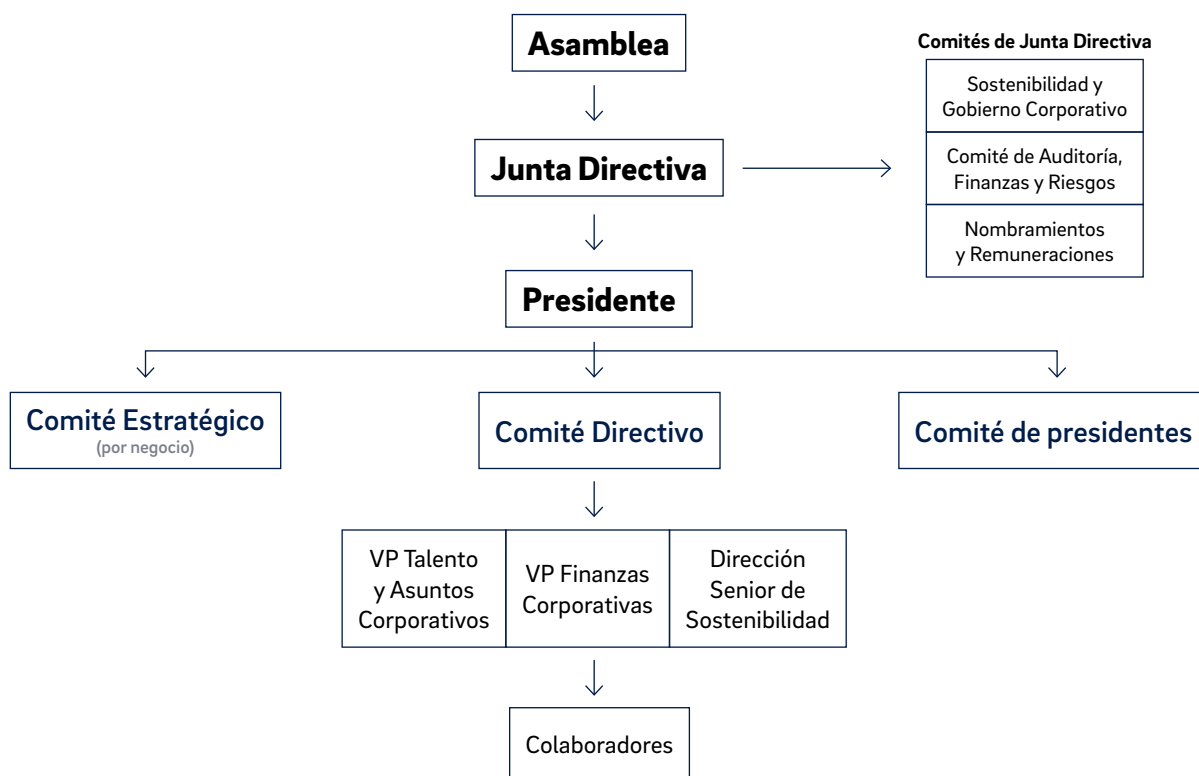 Asamblea
Comités de Junta Directiva
Sostenibilidad y
Gobierno Corporativo
Comité de Auditoría,
Finanzas y Riesgos
Nombramientos
y Remuneraciones
Junta Directiva
Presidente
Comité Estratégico
(por negocio)
Comité Directivo
Comité de presidentes
VP Talento
y Asuntos
Corporativos
VP Finanzas
Corporativas
Dirección
Senior de
Sostenibilidad
Colaboradores